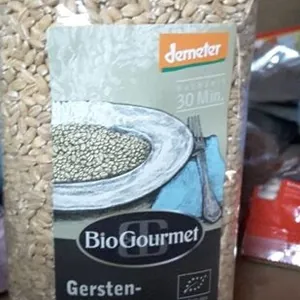 demeter
30 Min.
BioGourmet
Gersten-